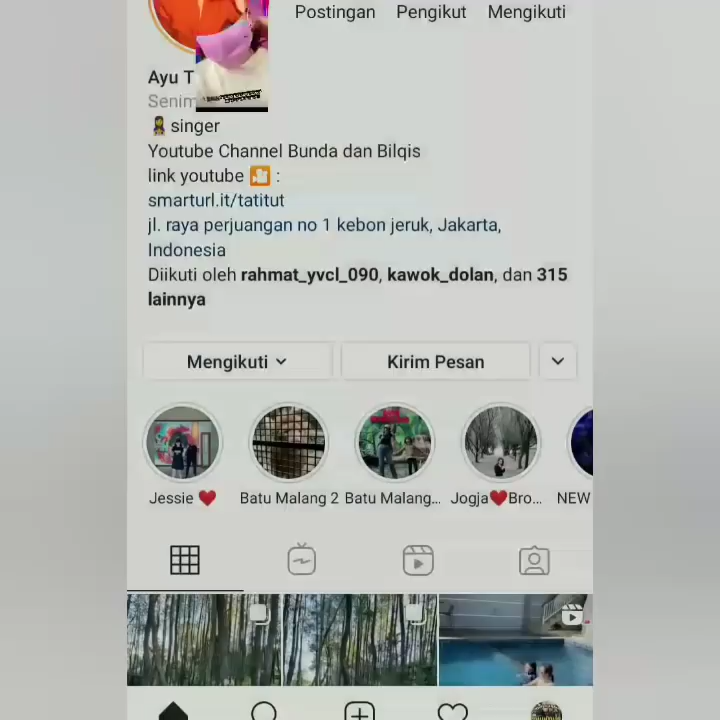 Postingan Pengikut Mengikuti
Ayu T
Senim
singer
Youtube Channel Bunda dan Bilqis
link youtube :
smarturl.it/tatitut
jl. raya perjuangan no 1 kebon jeruk, Jakarta,
Indonesia
Diikuti oleh rahmat_yvcl_090, kawok_dolan, dan 315
lainnya
Mengikuti Kirim Pesan
Jessie ❤️ Batu Malang 2 Batu Malang... Jogja❤️Bro... NEW